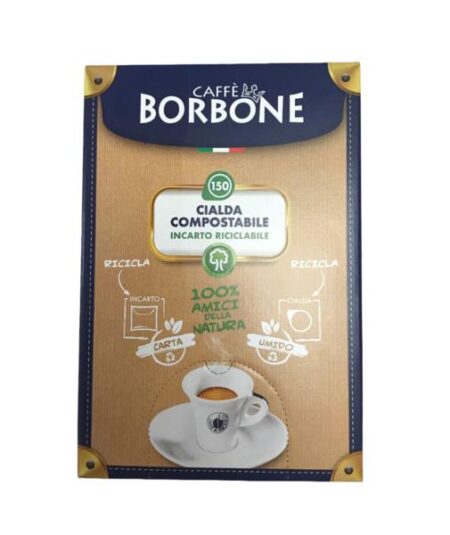 CAFFÈ
BORBONE
150
CIALDA
COMPOSTABILE
INCARTO RICICLABILE
RICICLA
RICICLA
INCARTO
CIALDA
100%
AMICI
DELLA
NATURA
CARTA
UMIDO